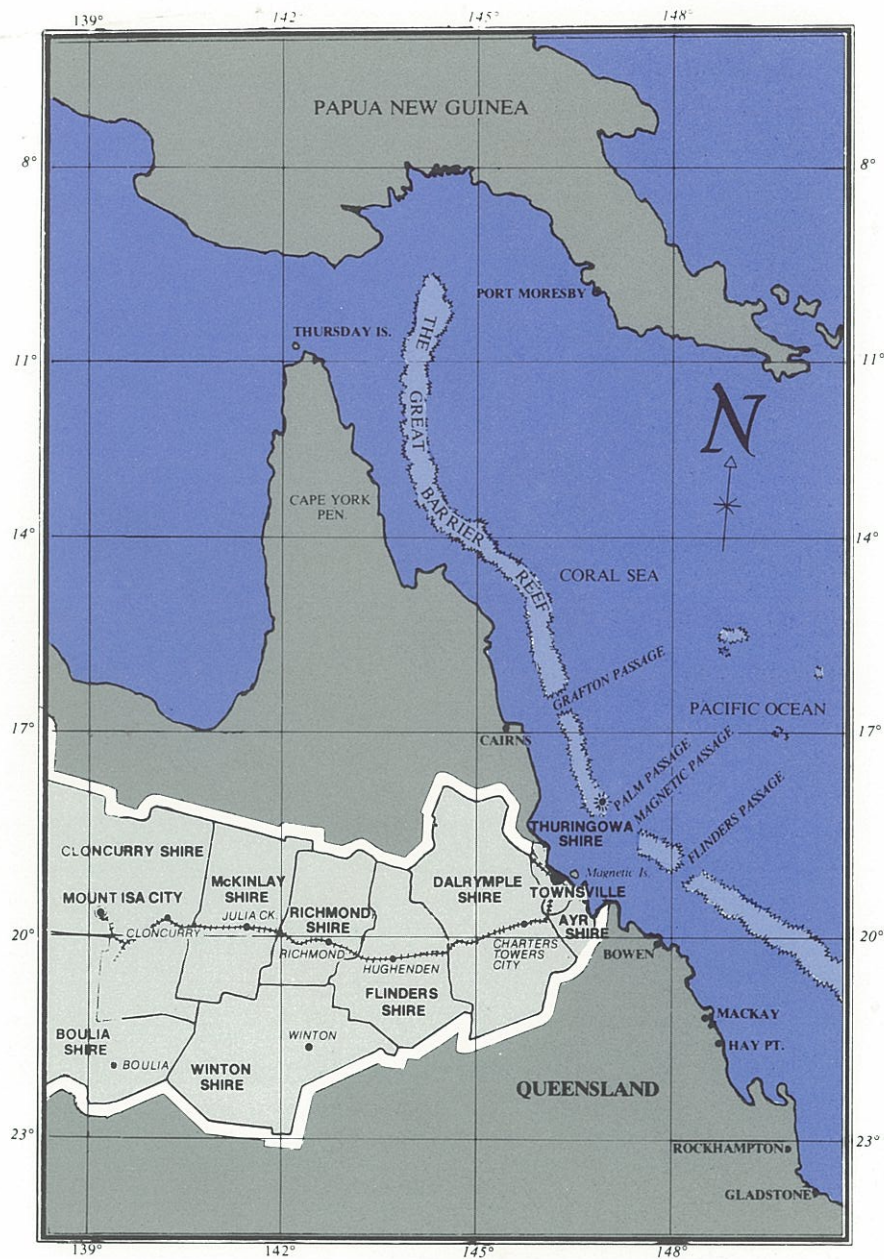 139°
142°
145°
148°
PAPUA NEW GUINEA
8°
8°
PORT MORESBY
THURSDAY IS.
11°
11°
THE GREAT BARRIER REEF
N
CAPE YORK
PEN.
14°
14°
CORAL SEA
GRAFTON PASSAGE
PACIFIC OCEAN
17°
17°
CAIRNS
PALM PASSAGE
MAGNETIC PASSAGE
FLINDERS PASSAGE
THURINGOWA
SHIRE
CLONCURRY SHIRE
McKINLAY
SHIRE
DALRYMPLE
SHIRE
Magnetic Is.
TOWNSVILLE
MOUNT ISA CITY
JULIA CK.
RICHMOND
SHIRE
AYR
SHIRE
CLONCURRY
RICHMOND
HUGHENDEN
CHARTERS
TOWERS
CITY
20°
20°
BOWEN
FLINDERS
SHIRE
MACKAY
BOULIA
SHIRE
WINTON
HAY PT.
BOULIA
WINTON
SHIRE
QUEENSLAND
23°
23°
ROCKHAMPTON
GLADSTONE
139°
142°
145°
148°